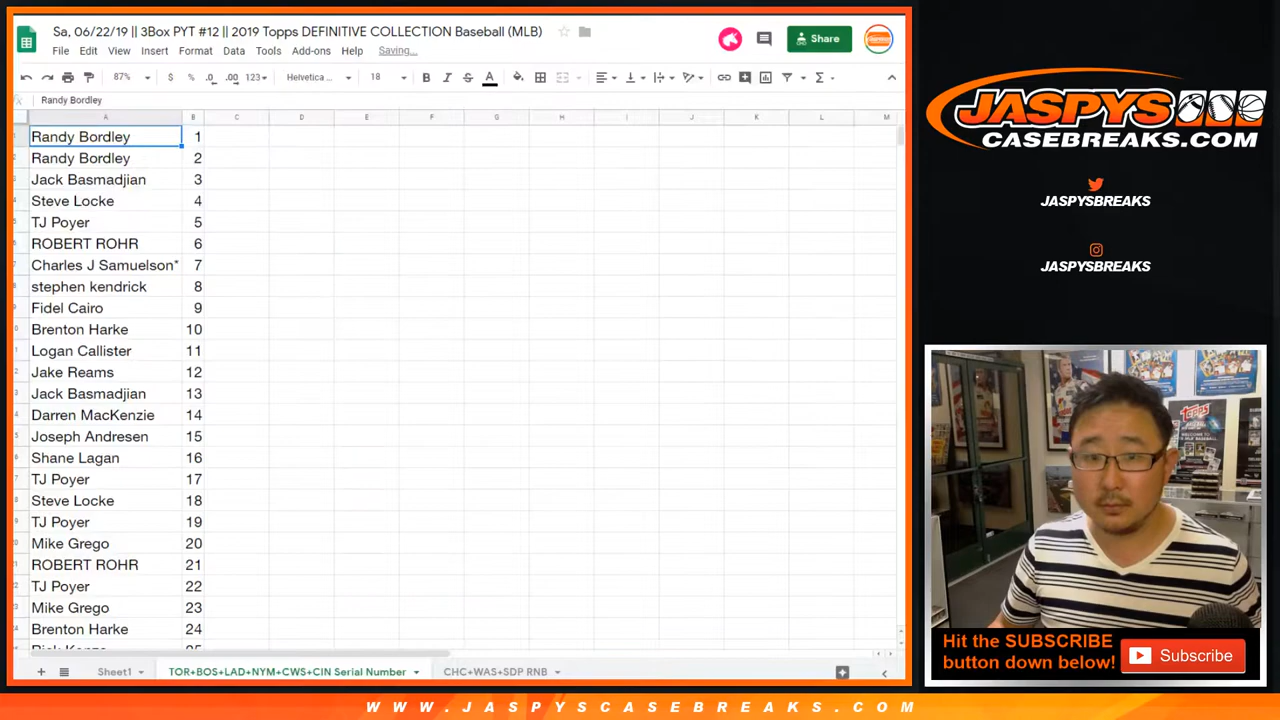 Sa, 06/22/19 || 3Box PYT #12 || 2019 Topps DEFINITIVE COLLECTION Baseball (MLB)
File Edit View Insert Format Data Tools Add-ons Help Saving...
Share
87% $ % .0 .00 123 Helvetica ... 18 B I S A
Randy Bordley
A B C D E F G H I J K L M
Randy Bordley 1
Randy Bordley 2
Jack Basmadjian 3
Steve Locke 4
TJ Poyer 5
ROBERT ROHR 6
Charles J Samuelson* 7
stephen kendrick 8
Fidel Cairo 9
Brenton Harke 10
Logan Callister 11
Jake Reams 12
Jack Basmadjian 13
Darren MacKenzie 14
Joseph Andresen 15
Shane Lagan 16
TJ Poyer 17
Steve Locke 18
TJ Poyer 19
Mike Grego 20
ROBERT ROHR 21
TJ Poyer 22
Mike Grego 23
Brenton Harke 24
Sheet1 TOR+BOS+LAD+NYM+CWS+CIN Serial Number CHC+WAS+SDP RNB
JASPYS
CASEBREAKS.COM
JASPYSBREAKS
JASPYSBREAKS
Topps
Hit the SUBSCRIBE
button down below!
Subscribe
WWW.JASPYSCASEBREAKS.COM